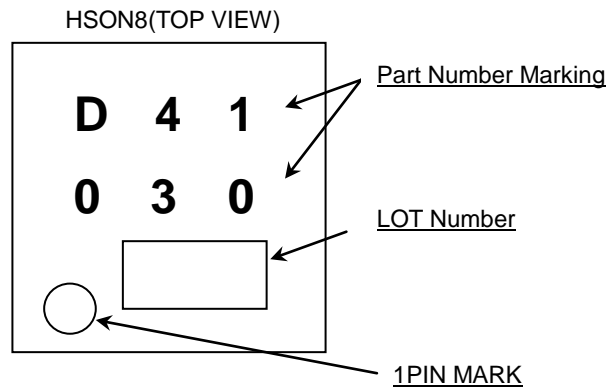 HSON8(TOP VIEW)
Part Number Marking
D 4 1
0 3 0
LOT Number
1PIN MARK